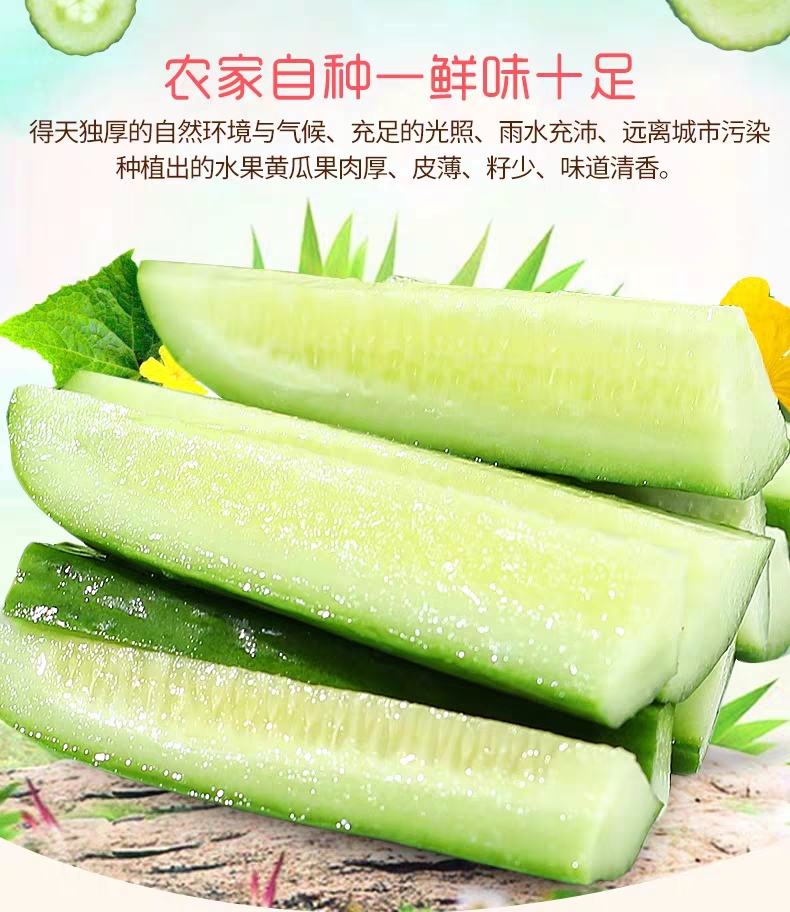 农家自种一鲜味十足
得天独厚的自然环境与气候、充足的光照、雨水充沛、远离城市污染
种植出的水果黄瓜果肉厚、皮薄、籽少、味道清香。